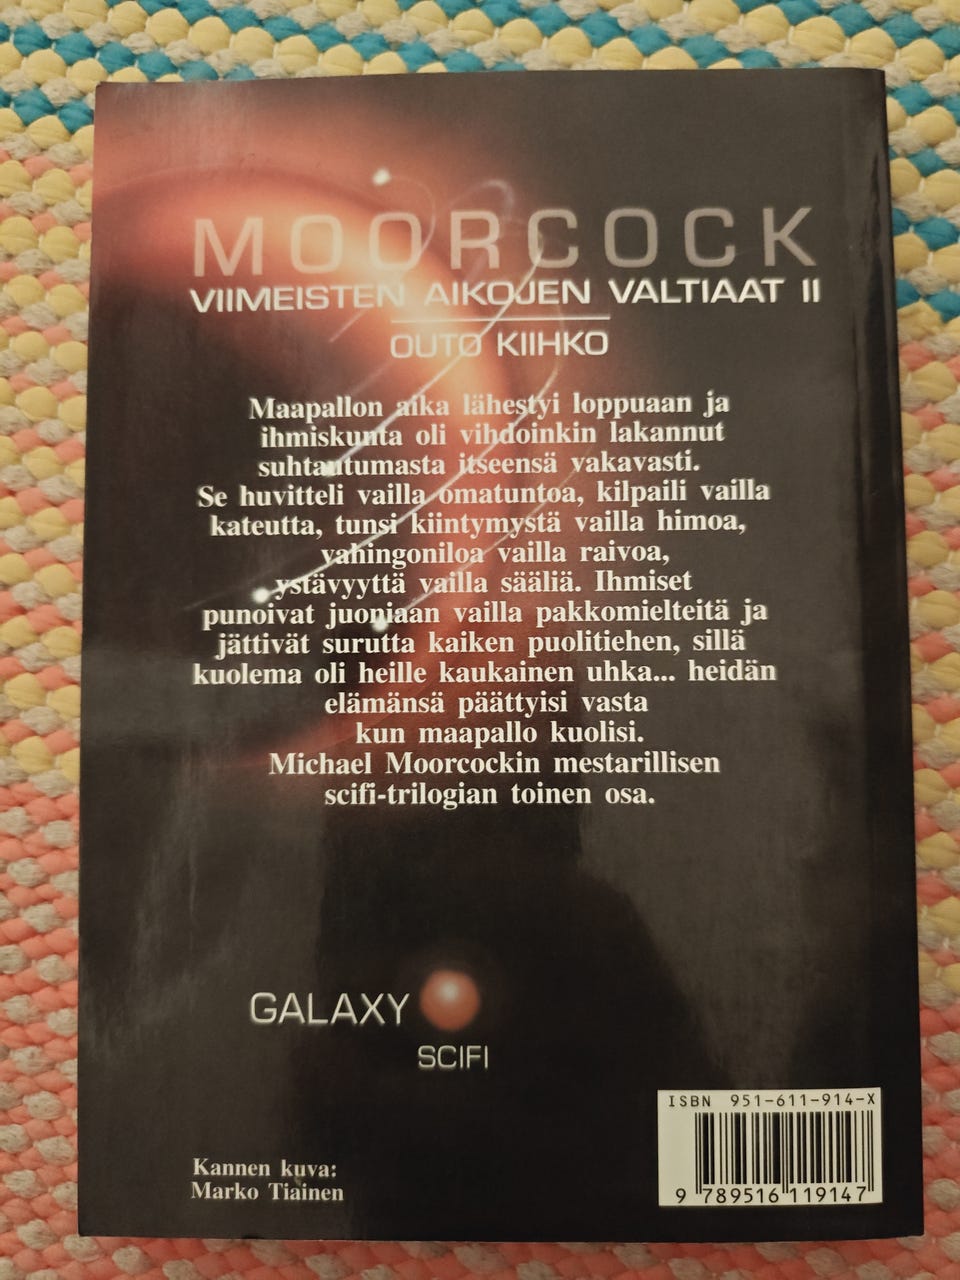 MOORCOCK
VIIMEISTEN AIKOJEN VALTIAAT II
OUTO KIIHKO
Maapallon aika lähestyi loppuaan ja
ihmiskunta oli vihdoinkin lakannut
suhtautumasta itseensä vakavasti.
Se huvitteli vailla omatuntoa, kilpaili vailla
kateutta, tunsi kiintymystä vailla himoa,
vahingoniloa vailla raivoa,
ystävyyttä vailla sääliä. Ihmiset
punoivat juoniaan vailla pakkomielteitä ja
jättivät surutta kaiken puolitiehen, sillä
kuolema oli heille kaukainen uhka... heidän
elämänsä päättyisi vasta
kun maapallo kuolisi.
Michael Moorcockin mestarillisen
scifi-trilogian toinen osa.
GALAXY
SCIFI
ISBN 951-611-914-X
9 789516 119147
Kannen kuva:
Marko Tiainen